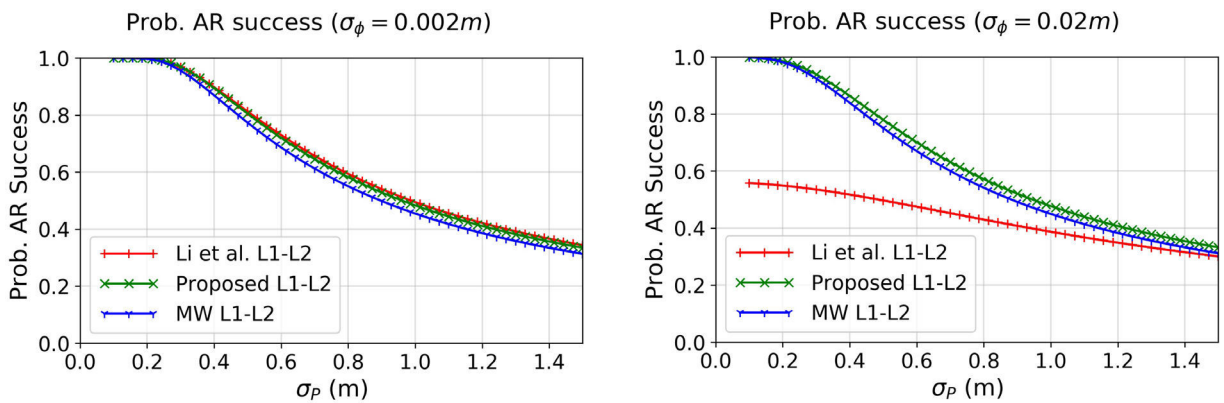 Prob. AR success (σ_ϕ = 0.002m)
Prob. AR Success
1.0
0.8
0.6
0.4
0.2
0.0
Li et al. L1-L2
Proposed L1-L2
MW L1-L2
0.0 0.2 0.4 0.6 0.8 1.0 1.2 1.4
σ_P (m)
Prob. AR success (σ_ϕ = 0.02m)
Prob. AR Success
1.0
0.8
0.6
0.4
0.2
0.0
Li et al. L1-L2
Proposed L1-L2
MW L1-L2
0.0 0.2 0.4 0.6 0.8 1.0 1.2 1.4
σ_P (m)